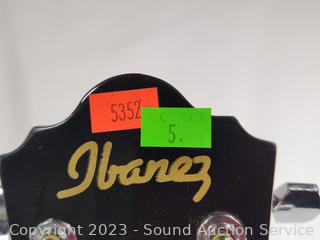 5352
5.
Ibanez
Copyright 2023 - Sound Auction Service